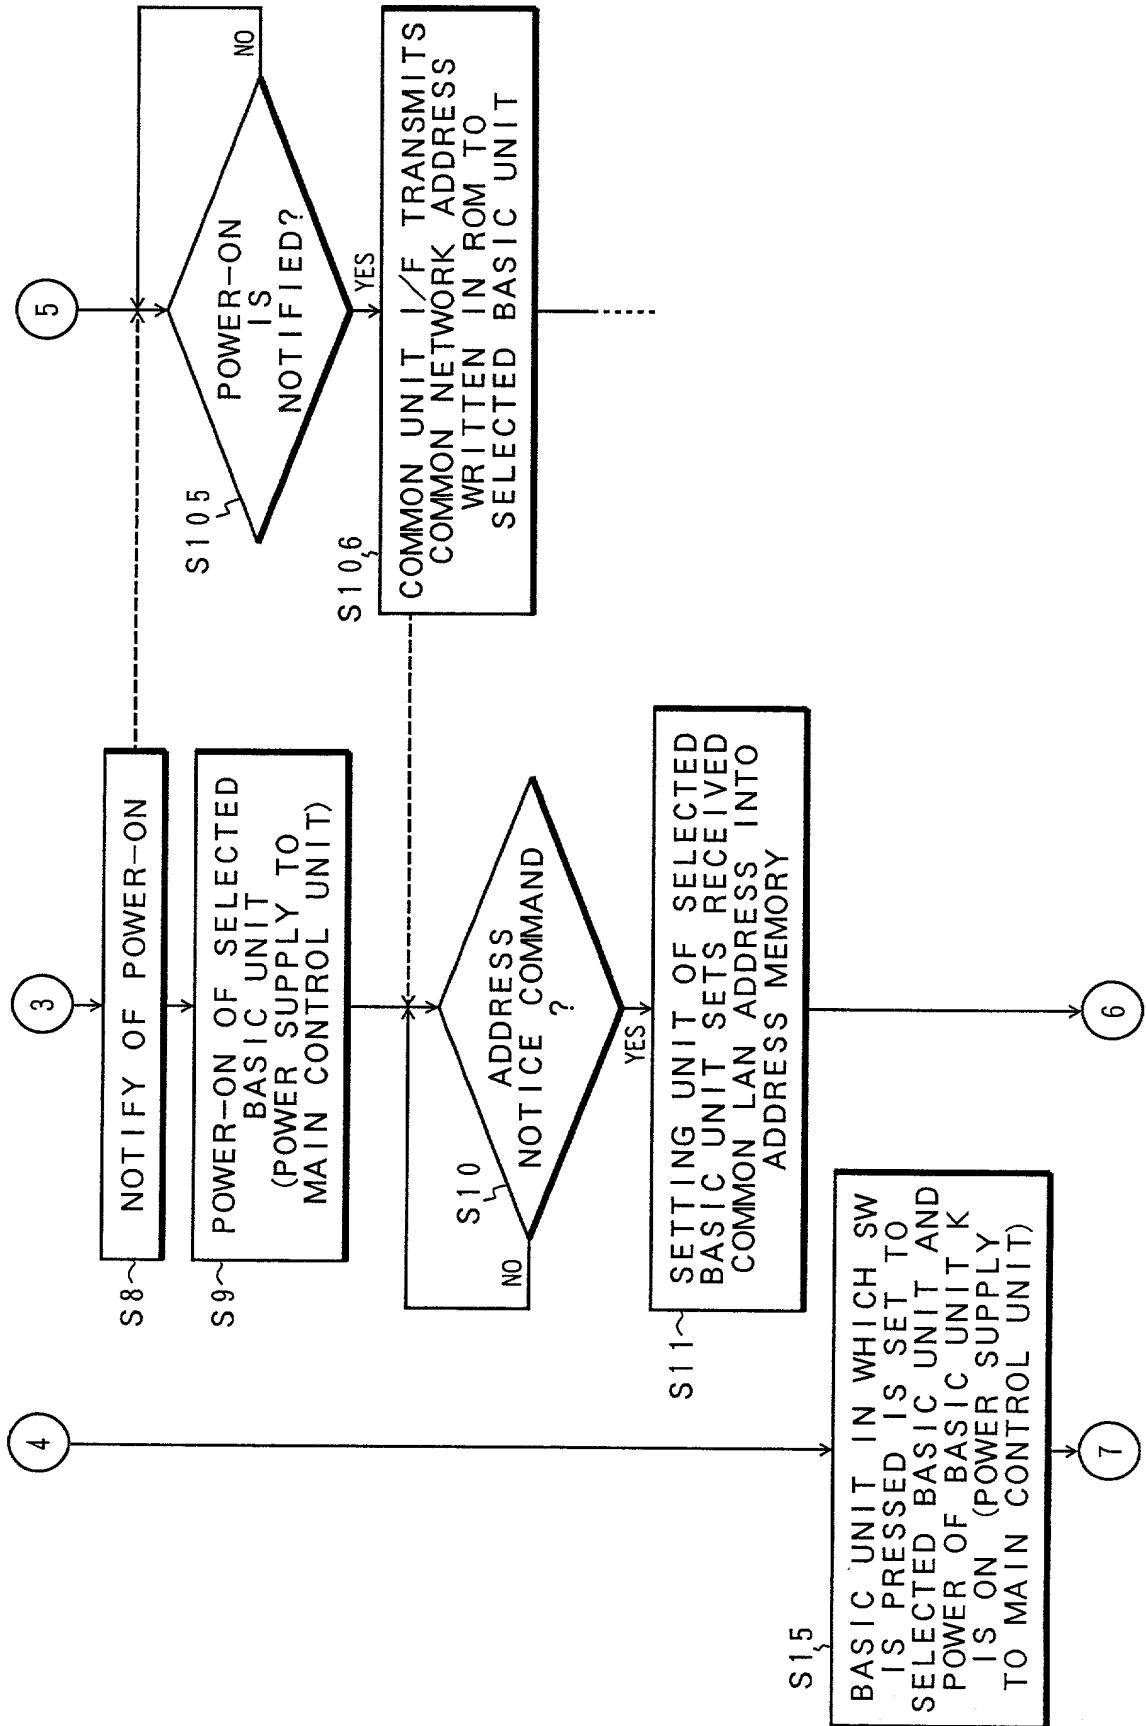 4
S15
BASIC UNIT IN WHICH SW
IS PRESSED IS SET TO
SELECTED BASIC UNIT AND
POWER OF BASIC UNIT K
IS ON (POWER SUPPLY
TO MAIN CONTROL UNIT)
7
3
S8
NOTIFY OF POWER-ON
S9
POWER-ON OF SELECTED
BASIC UNIT
(POWER SUPPLY TO
MAIN CONTROL UNIT)
S10
ADDRESS
NOTICE COMMAND
?
NO
YES
S11
SETTING UNIT OF SELECTED
BASIC UNIT SETS RECEIVED
COMMON LAN ADDRESS INTO
ADDRESS MEMORY
6
5
S105
POWER-ON
IS
NOTIFIED?
NO
YES
S106
COMMON UNIT I/F TRANSMITS
COMMON NETWORK ADDRESS
WRITTEN IN ROM TO
SELECTED BASIC UNIT